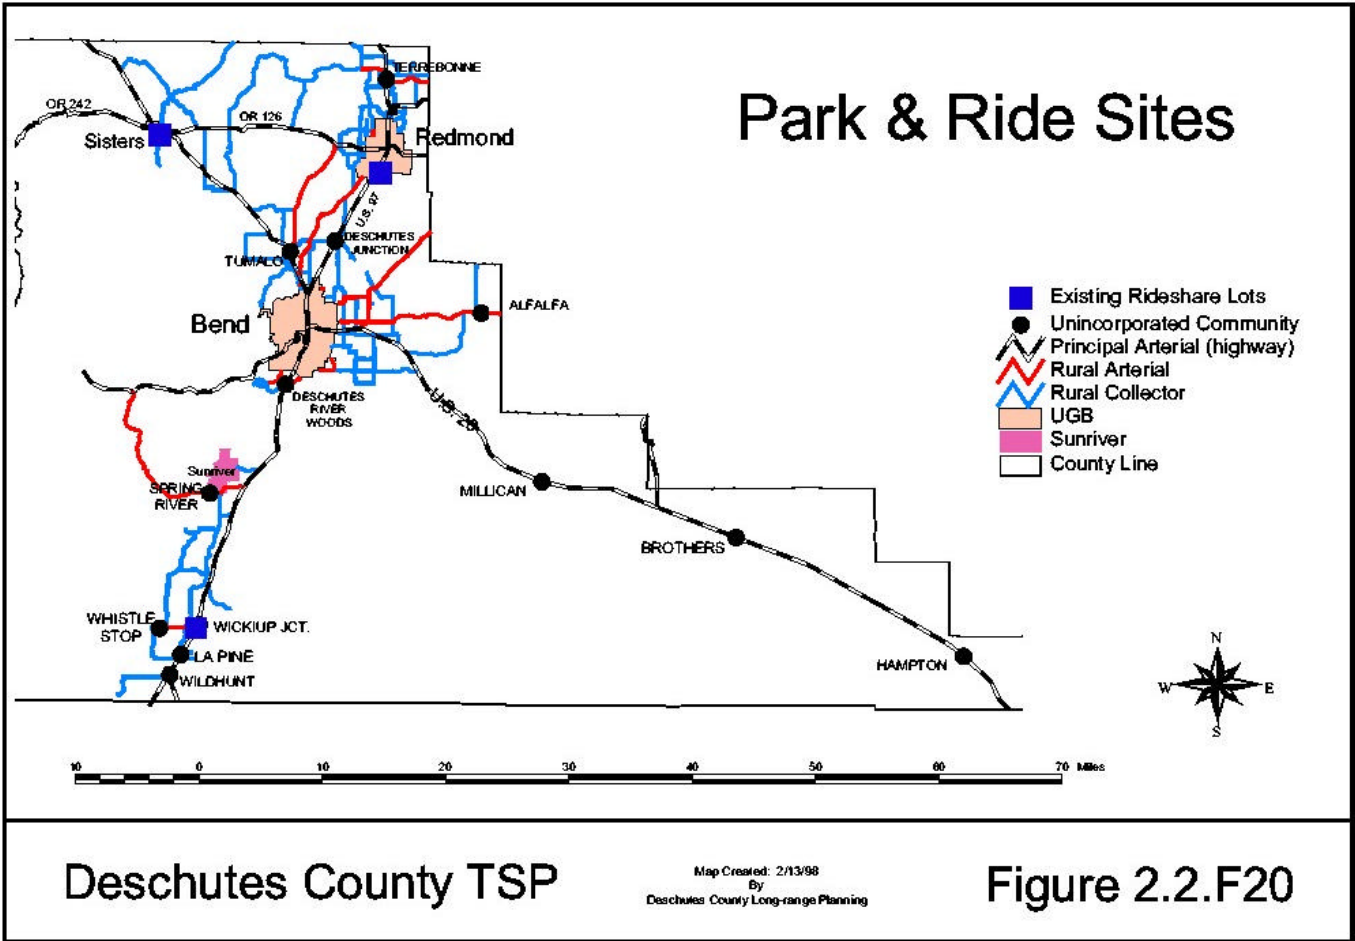 Park & Ride Sites
TERREBONNE
OR 242
OR 126
Sisters
Redmond
U.S. 97
DESCHUTES
JUNCTION
TUMALO
ALFALFA
Bend
DESCHUTES
RIVER
WOODS
U.S. 20
Sunriver
SPRING
RIVER
MILLICAN
BROTHERS
WHISTLE
STOP
WICKIUP JCT.
LA PINE
WILDHUNT
HAMPTON
Existing Rideshare Lots
Unincorporated Community
Principal Arterial (highway)
Rural Arterial
Rural Collector
UGB
Sunriver
County Line
N
W E
S
10 0 10 20 30 40 50 60 70 Miles
Deschutes County TSP
Map Created: 2/13/98
By
Deschutes County Long-range Planning
Figure 2.2.F20